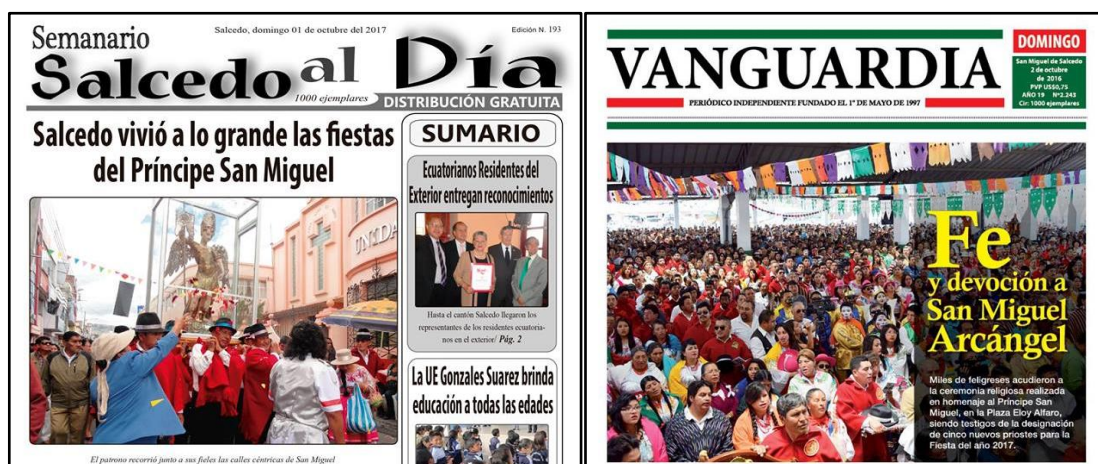 Semanario
Salcedo, domingo 01 de octubre del 2017
Edición N. 193
Salcedo al Día
1000 ejemplares
DISTRIBUCIÓN GRATUITA
Salcedo vivió a lo grande las fiestas
del Príncipe San Miguel
UNIDA
El patrono recorrió junto a sus fieles las calles céntricas de San Miguel
SUMARIO
Ecuatorianos Residentes del
Exterior entregan reconocimientos
Hasta el cantón Salcedo llegaron los
representantes de los residentes ecuatoria-
nos en el exterior/ Pág. 2
La UE Gonzales Suarez brinda
educación a todas las edades
VANGUARDIA
PERIÓDICO INDEPENDIENTE FUNDADO EL 1º DE MAYO DE 1997
DOMINGO
San Miguel de Salcedo
2 de octubre
de 2016
PVP US$0,75
AÑO 19 Nº2.243
Cir: 1000 ejemplares
Fe
y devoción a
San Miguel
Arcángel
Miles de feligreses acudieron a
la ceremonia religiosa realizada
en homenaje al Príncipe San
Miguel, en la Plaza Eloy Alfaro,
siendo testigos de la designación
de cinco nuevos priostes para la
Fiesta del año 2017.